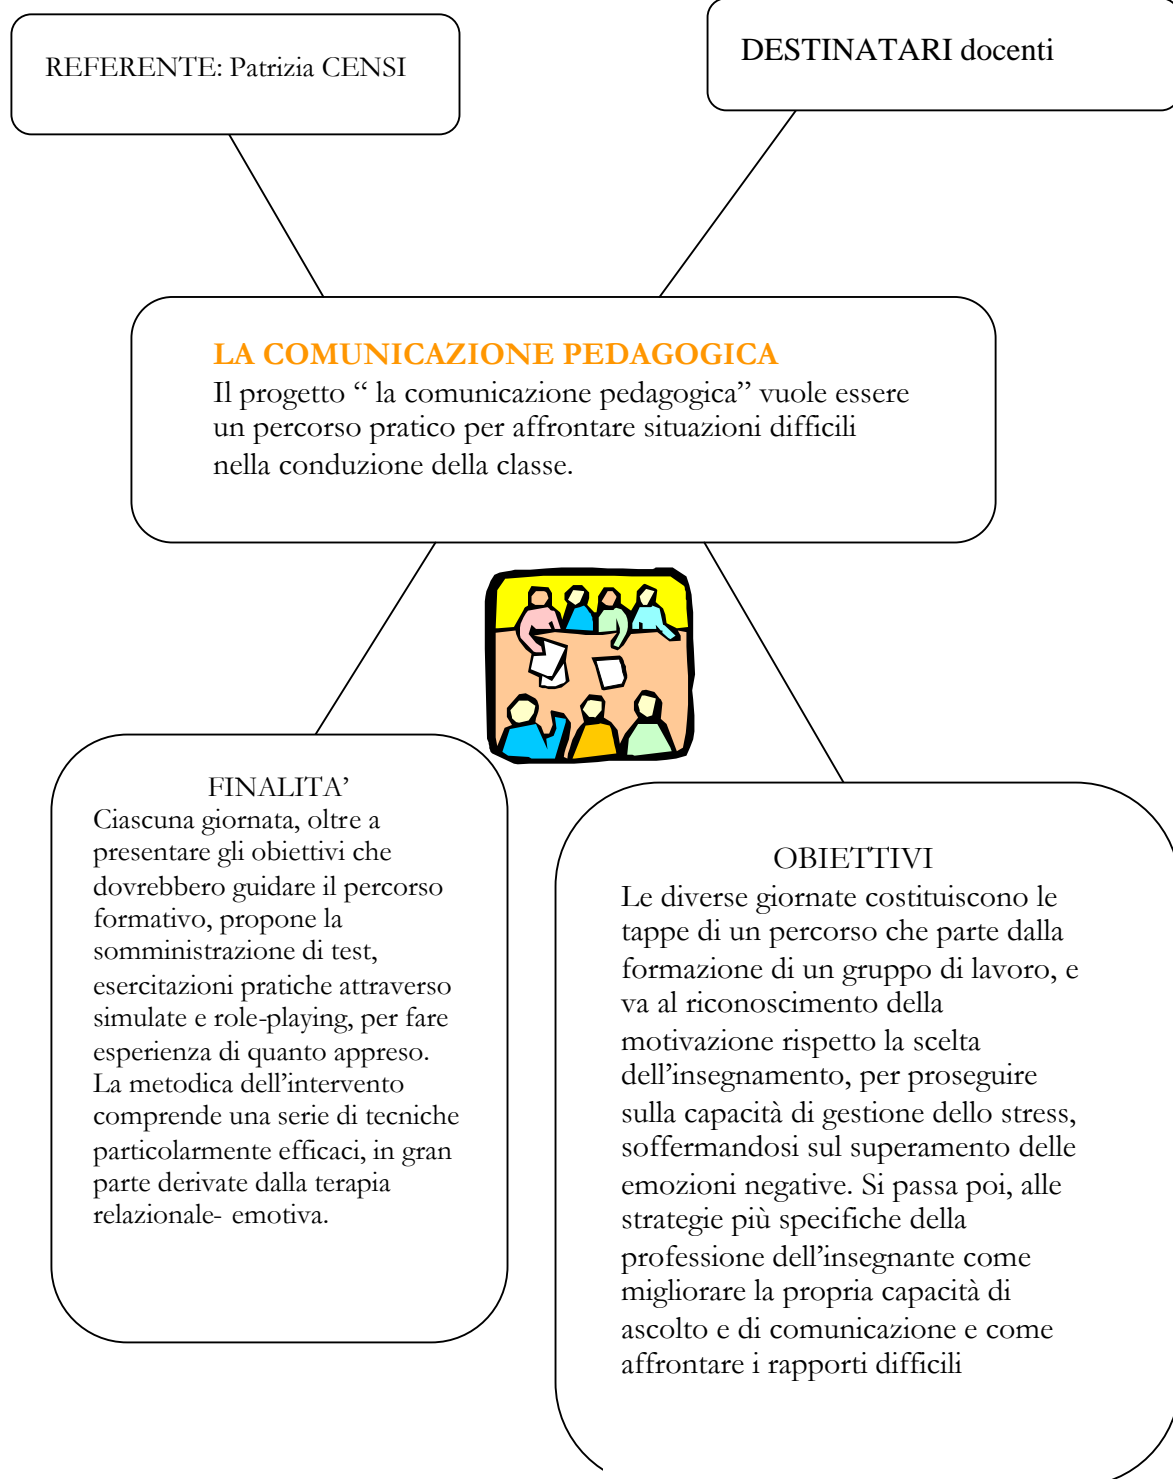 REFERENTE: Patrizia CENSI
DESTINATARI docenti
LA COMUNICAZIONE PEDAGOGICA
Il progetto “ la comunicazione pedagogica” vuole essere
un percorso pratico per affrontare situazioni difficili
nella conduzione della classe.
FINALITA’
Ciascuna giornata, oltre a
presentare gli obiettivi che
dovrebbero guidare il percorso
formativo, propone la
somministrazione di test,
esercitazioni pratiche attraverso
simulate e role-playing, per fare
esperienza di quanto appreso.
La metodica dell’intervento
comprende una serie di tecniche
particolarmente efficaci, in gran
parte derivate dalla terapia
relazionale- emotiva.
OBIETTIVI
Le diverse giornate costituiscono le
tappe di un percorso che parte dalla
formazione di un gruppo di lavoro, e
va al riconoscimento della
motivazione rispetto la scelta
dell’insegnamento, per proseguire
sulla capacità di gestione dello stress,
soffermandosi sul superamento delle
emozioni negative. Si passa poi, alle
strategie più specifiche della
professione dell’insegnante come
migliorare la propria capacità di
ascolto e di comunicazione e come
affrontare i rapporti difficili